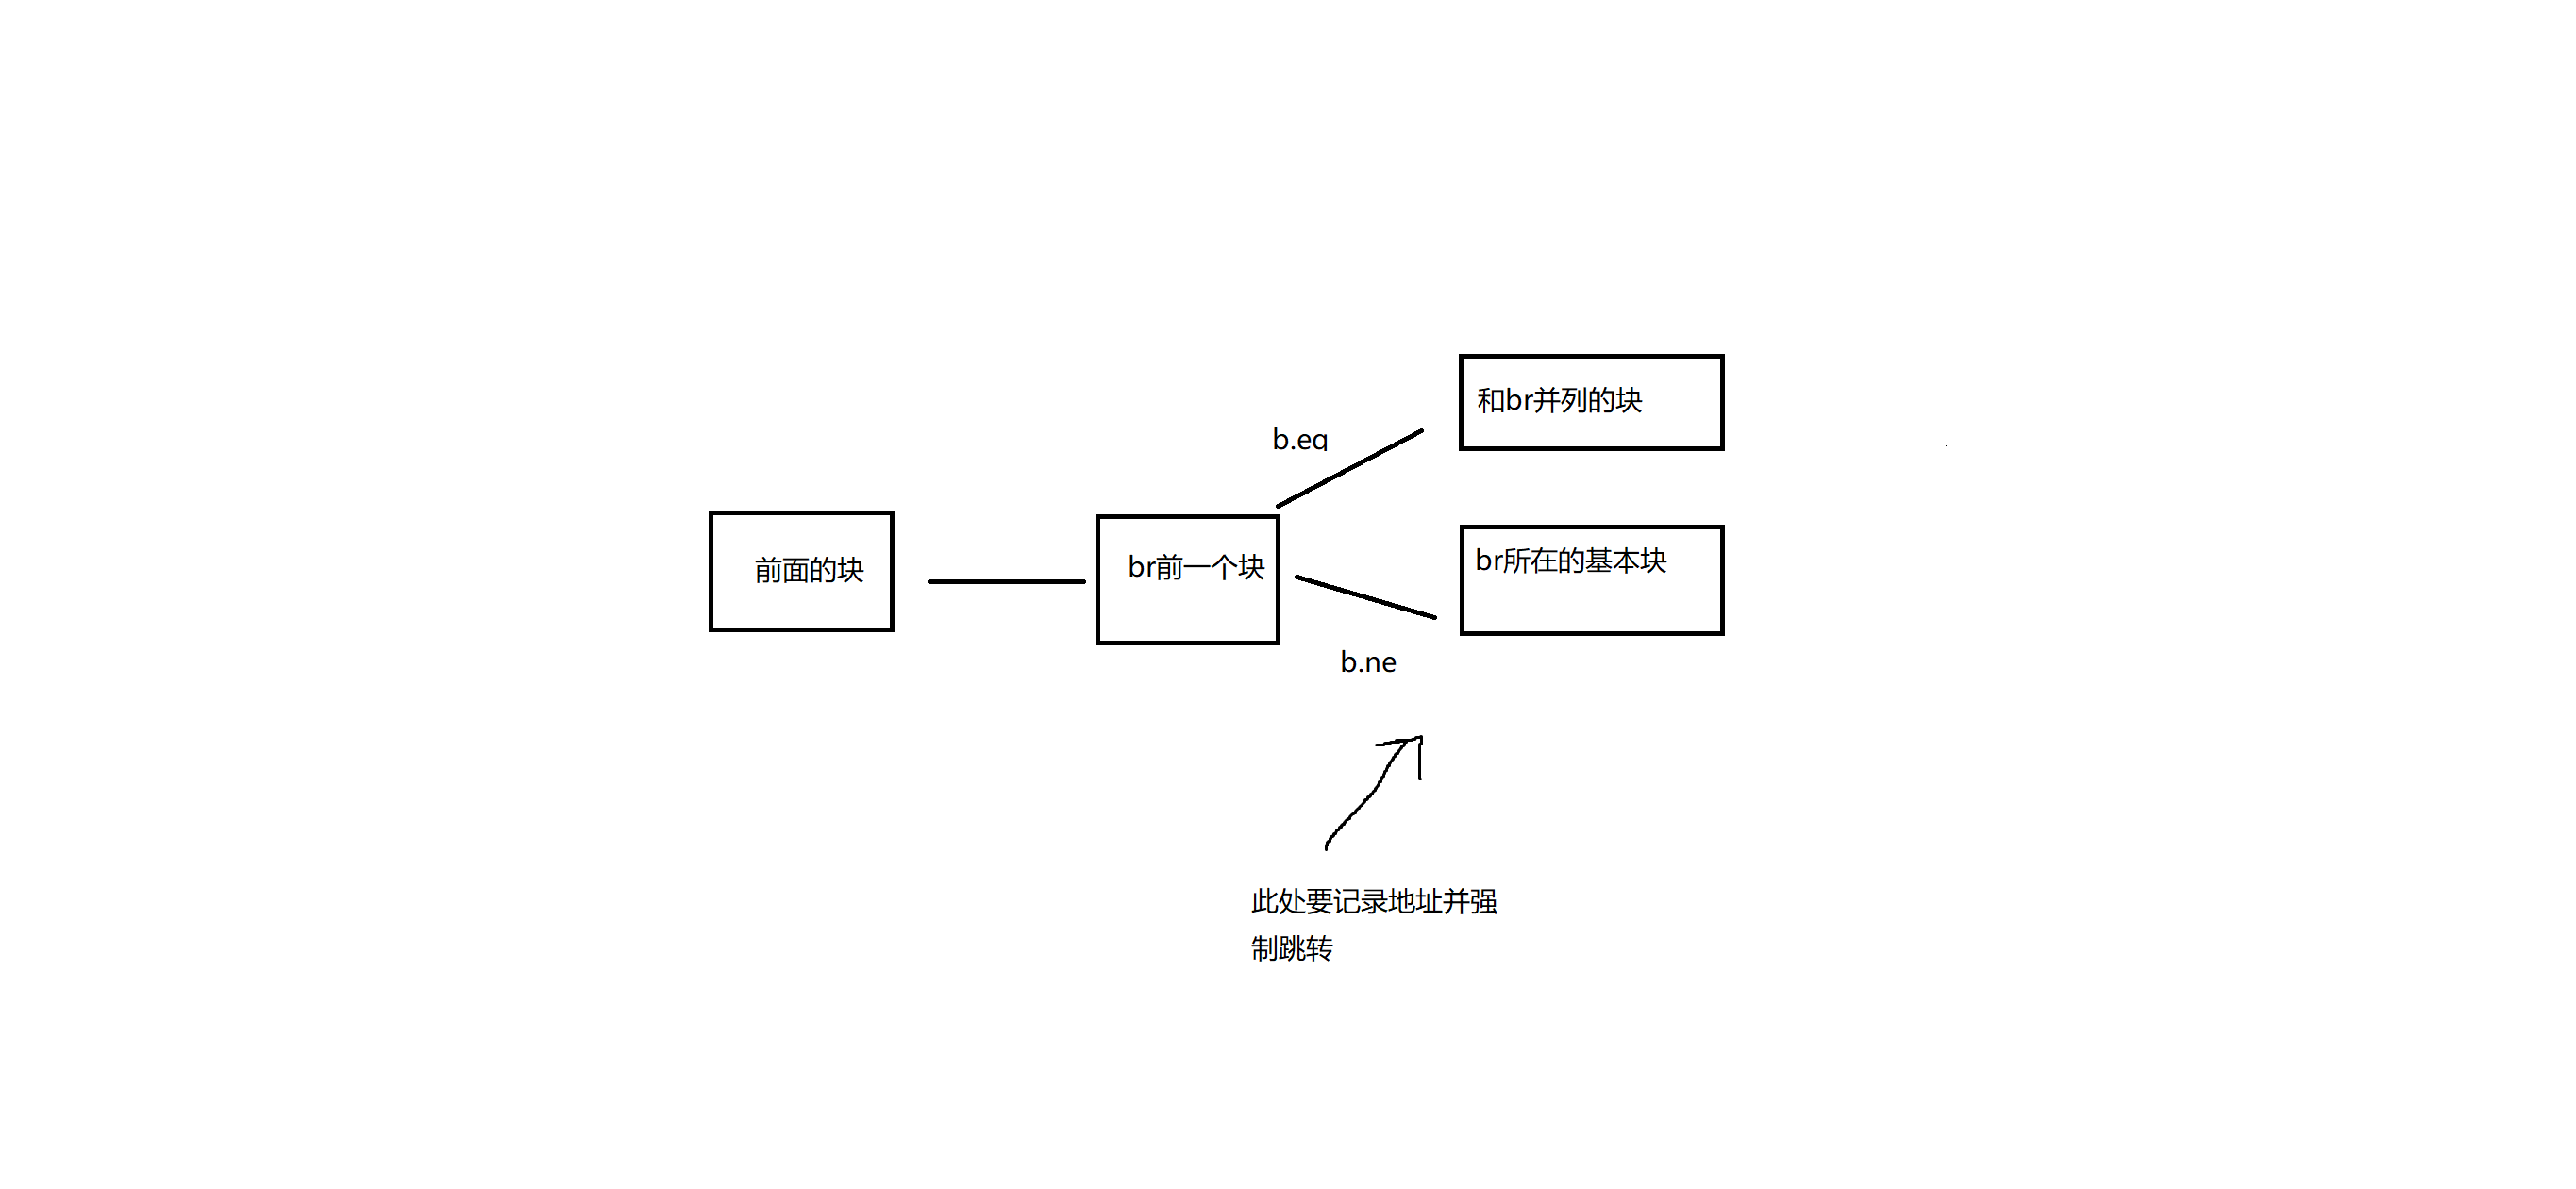 和br并列的块
b.eq
前面的块
br前一个块
br所在的基本块
b.ne
此处要记录地址并强
制跳转